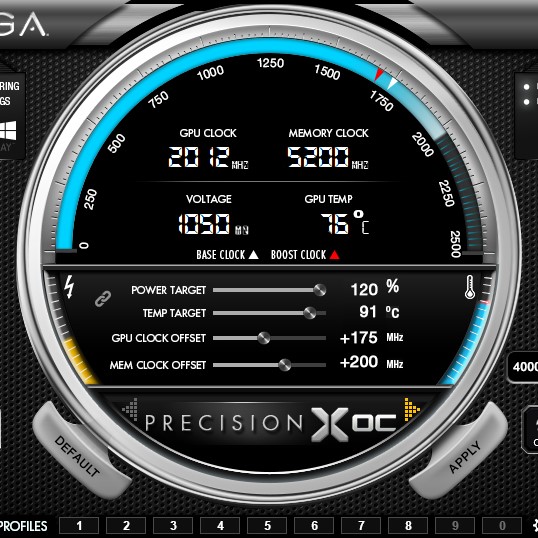 GA.
RING
GS
AY
0
250
500
750
1000
1250
1500
1750
2000
2250
2500
GPU CLOCK MEMORY CLOCK
2012 MHZ 5200 MHZ
VOLTAGE GPU TEMP
1050 76 °C
BASE CLOCK BOOST CLOCK
POWER TARGET 120 %
TEMP TARGET 91 °C
GPU CLOCK OFFSET +175 MHz
MEM CLOCK OFFSET +200 MHz
4000
PRECISION XOC
DEFAULT
APPLY
PROFILES 1 2 3 4 5 6 7 8 9 0